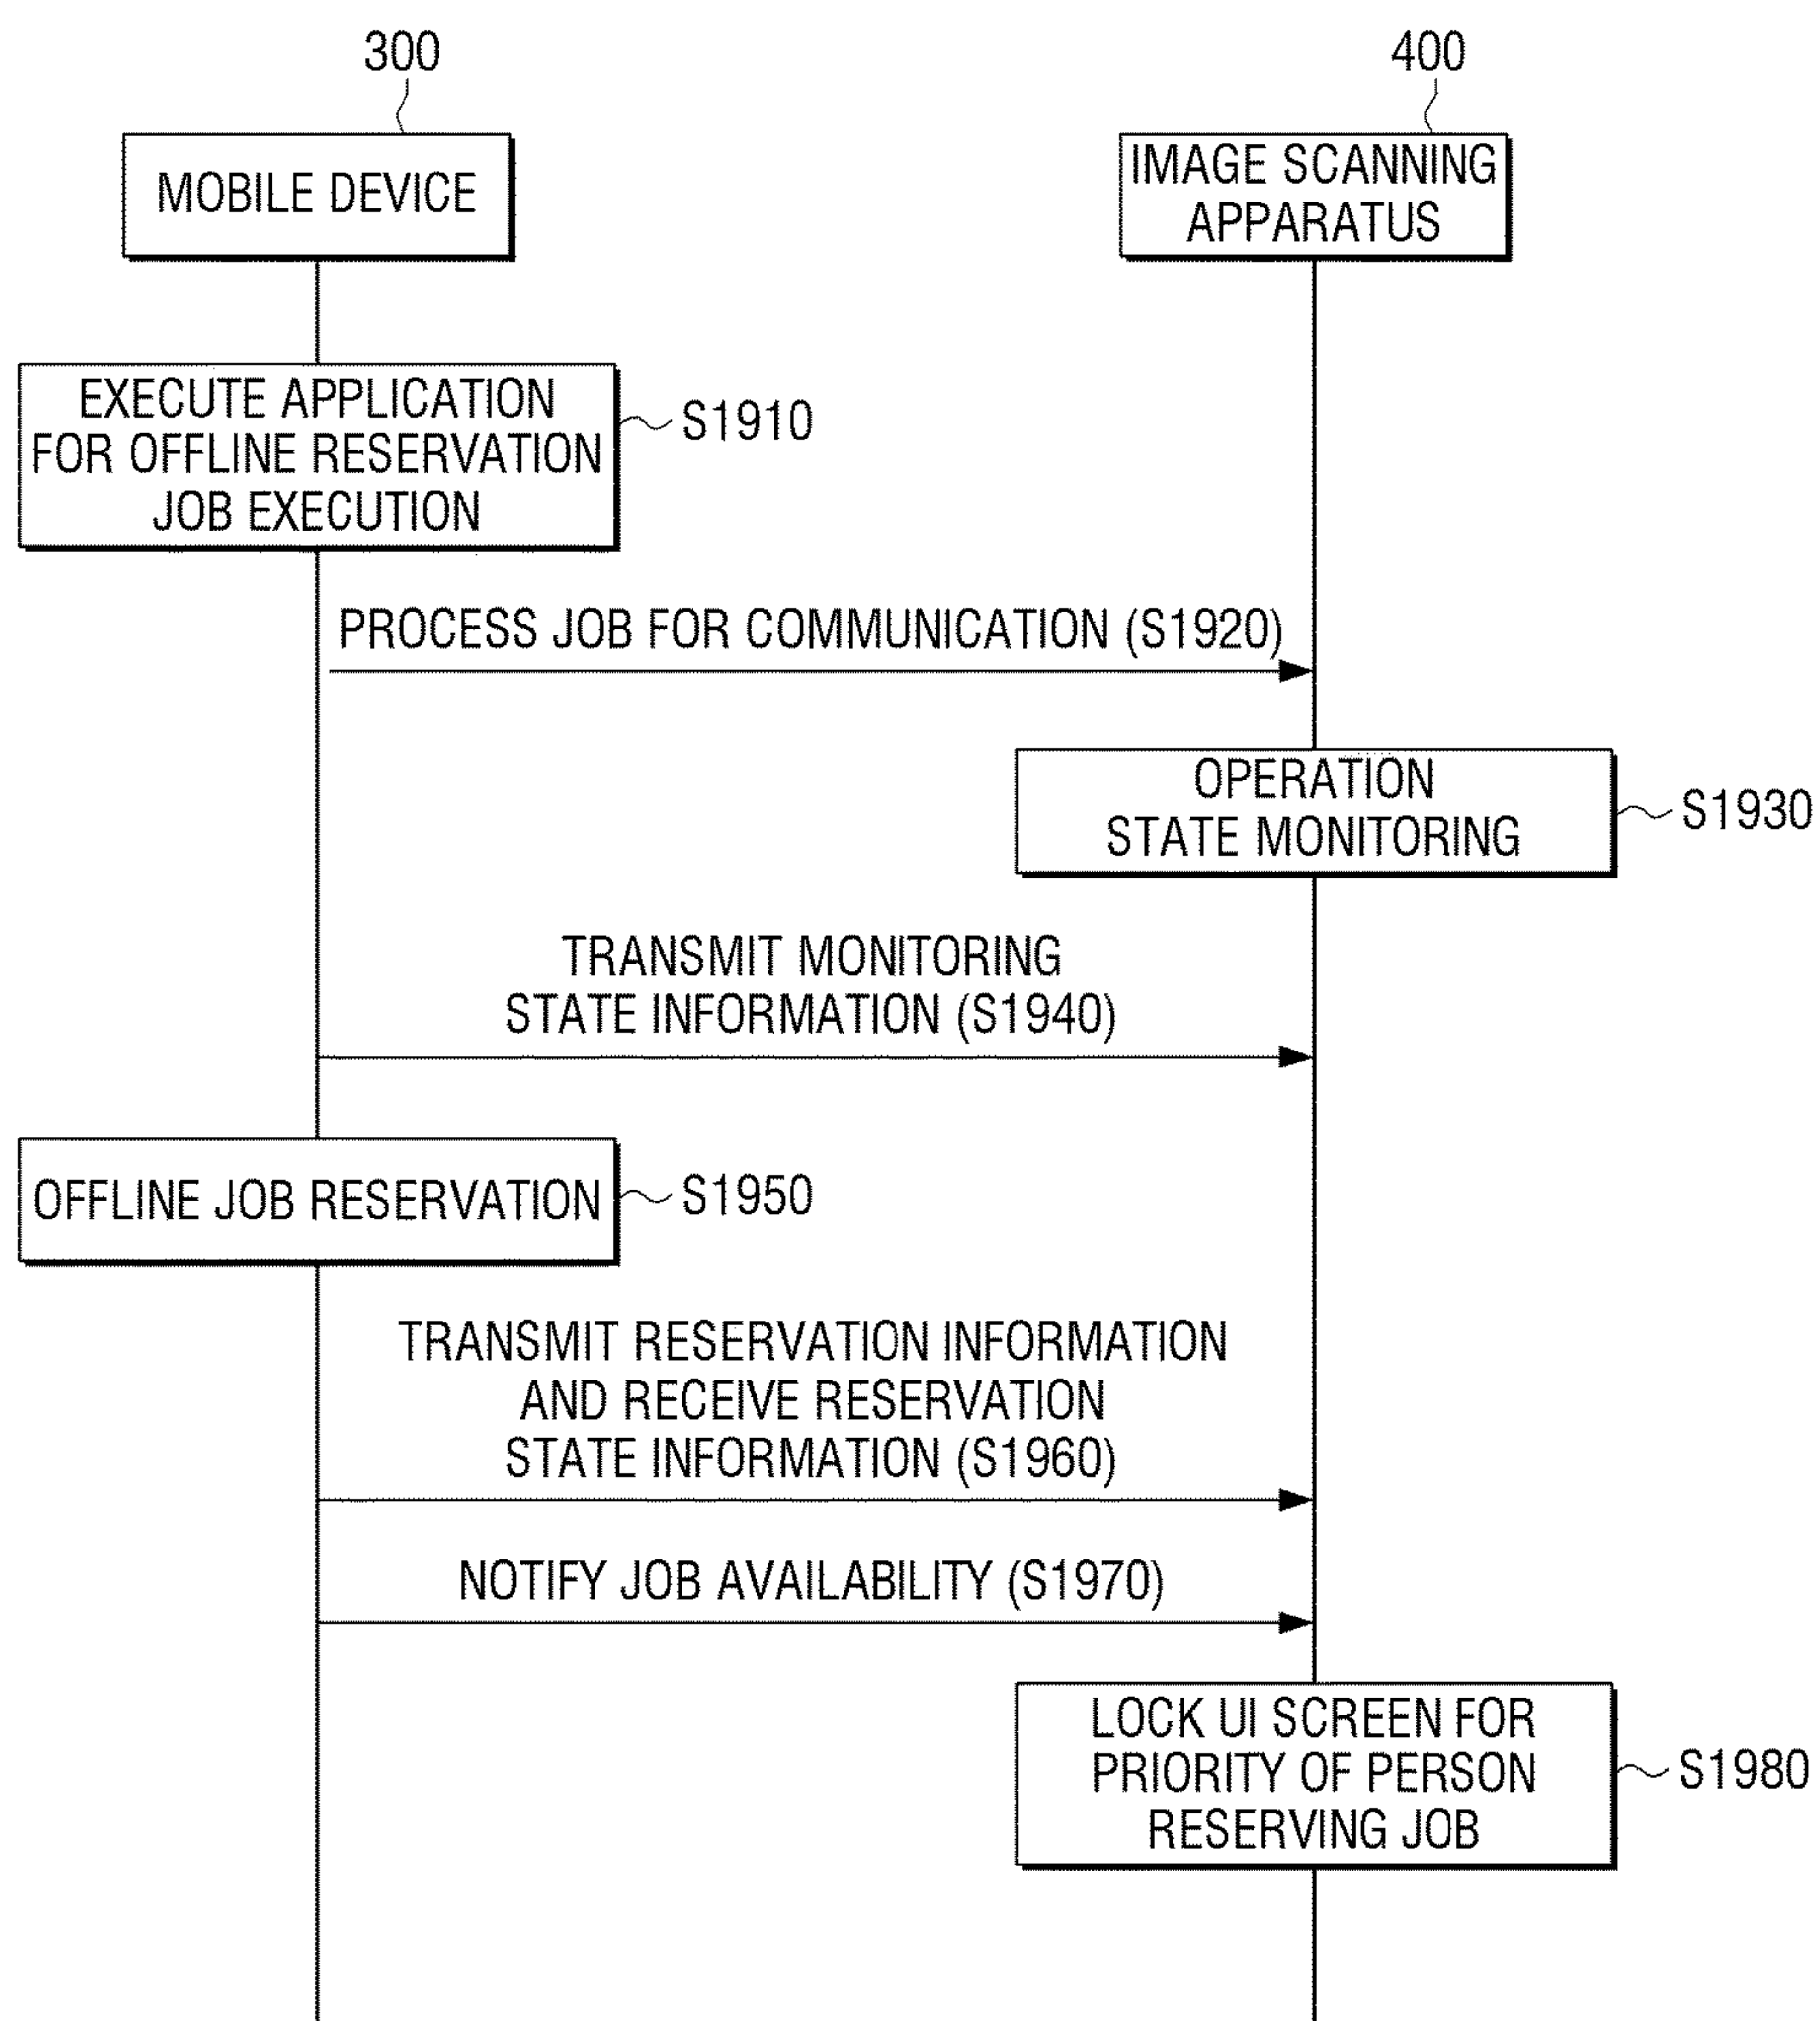 300
400
MOBILE DEVICE
IMAGE SCANNING
APPARATUS
EXECUTE APPLICATION
FOR OFFLINE RESERVATION
JOB EXECUTION
S1910
PROCESS JOB FOR COMMUNICATION (S1920)
OPERATION
STATE MONITORING
S1930
TRANSMIT MONITORING
STATE INFORMATION (S1940)
OFFLINE JOB RESERVATION
S1950
TRANSMIT RESERVATION INFORMATION
AND RECEIVE RESERVATION
STATE INFORMATION (S1960)
NOTIFY JOB AVAILABILITY (S1970)
LOCK UI SCREEN FOR
PRIORITY OF PERSON
RESERVING JOB
S1980